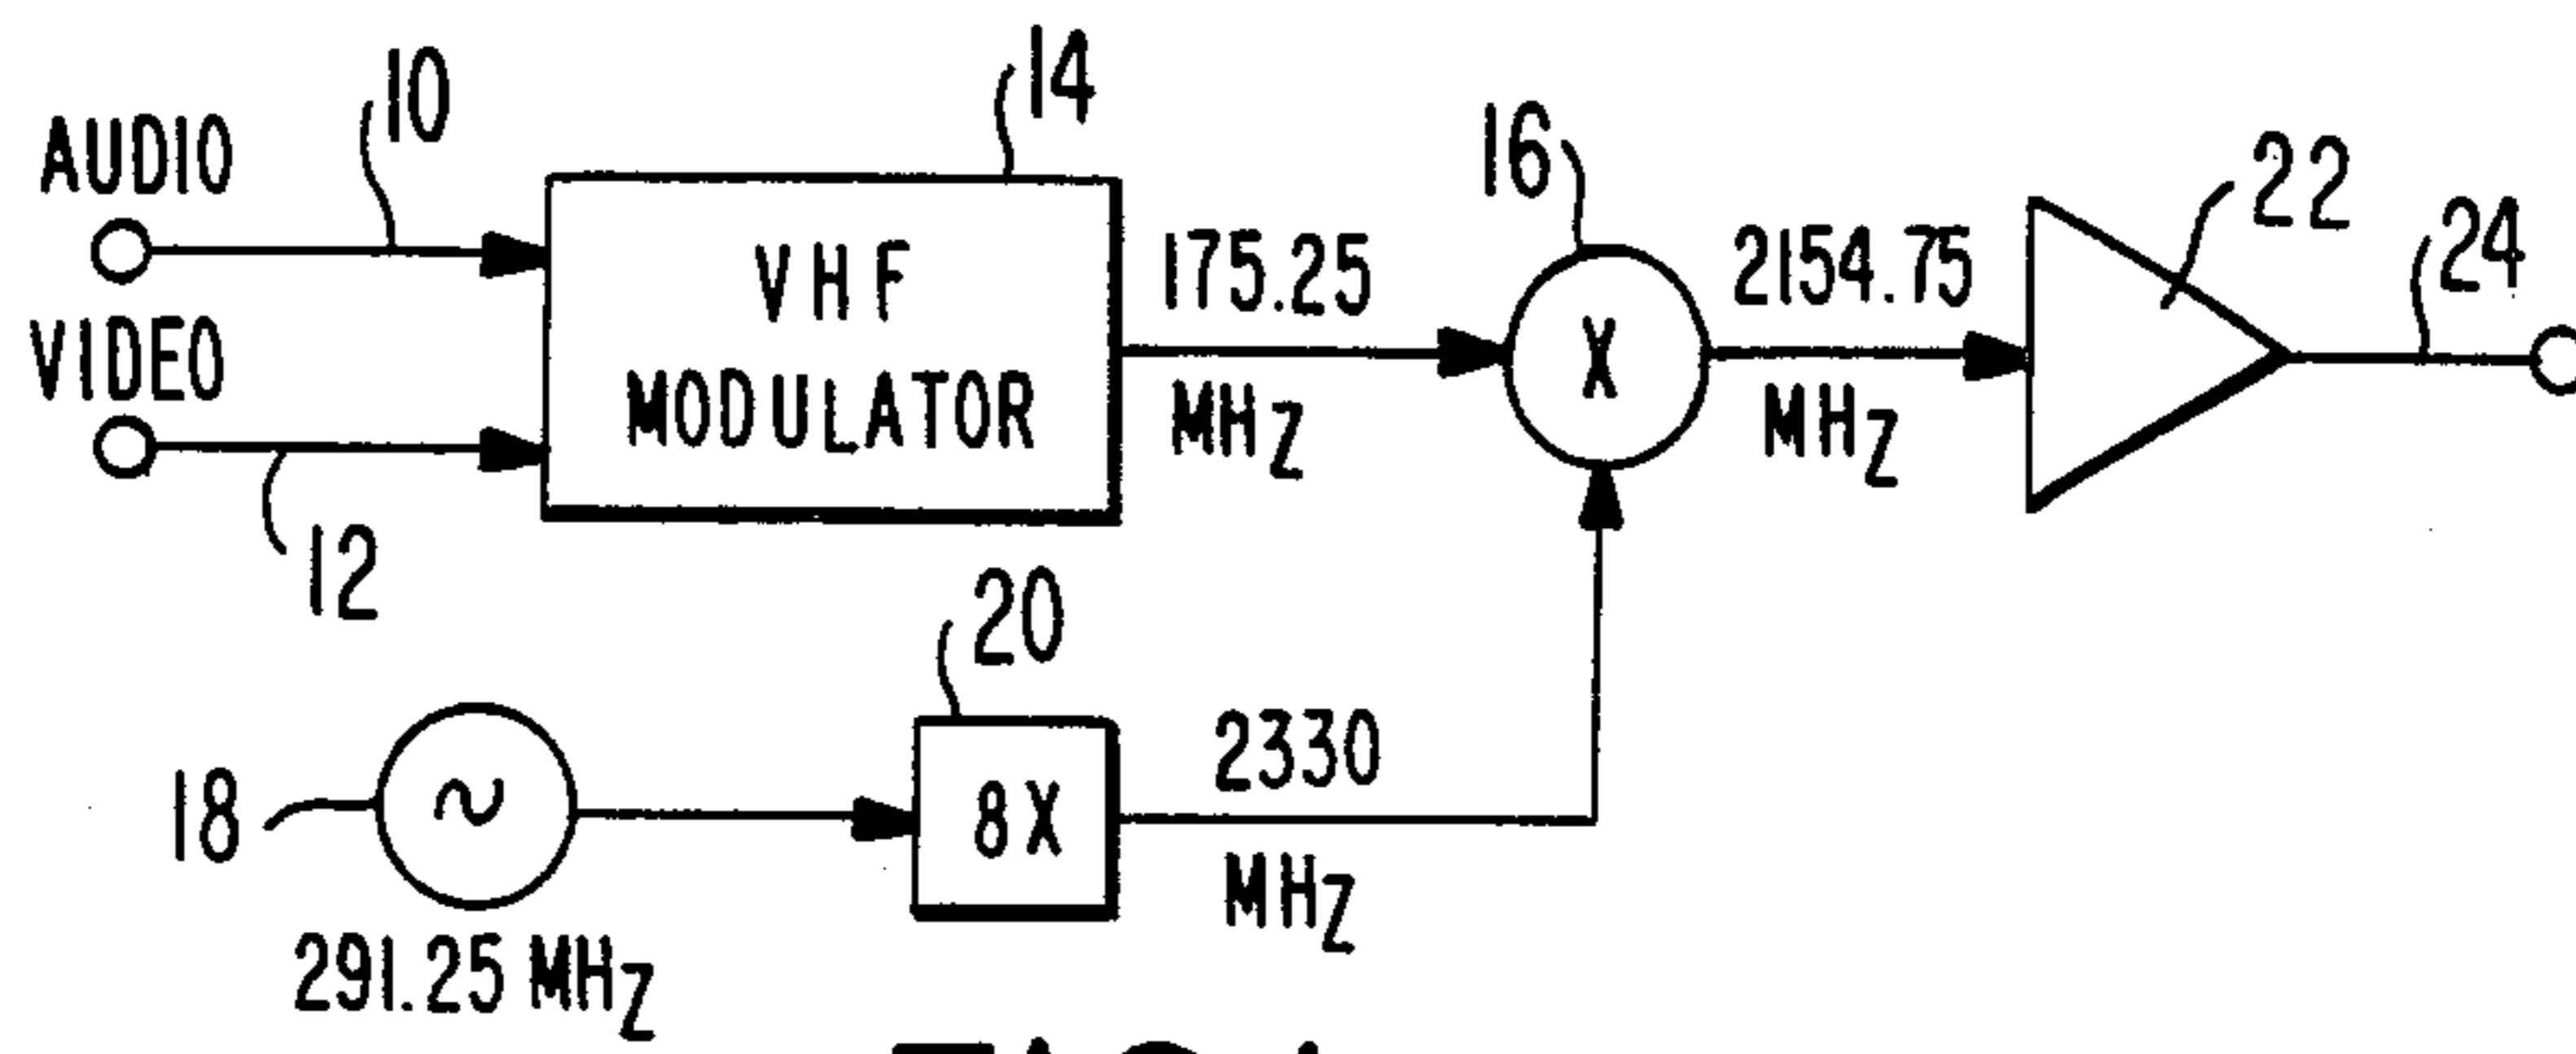 AUDIO
10
VIDEO
12
14
VHF
MODULATOR
175.25
MHZ
16
X
2154.75
MHZ
22
24
18
291.25 MHZ
20
8X
2330
MHZ